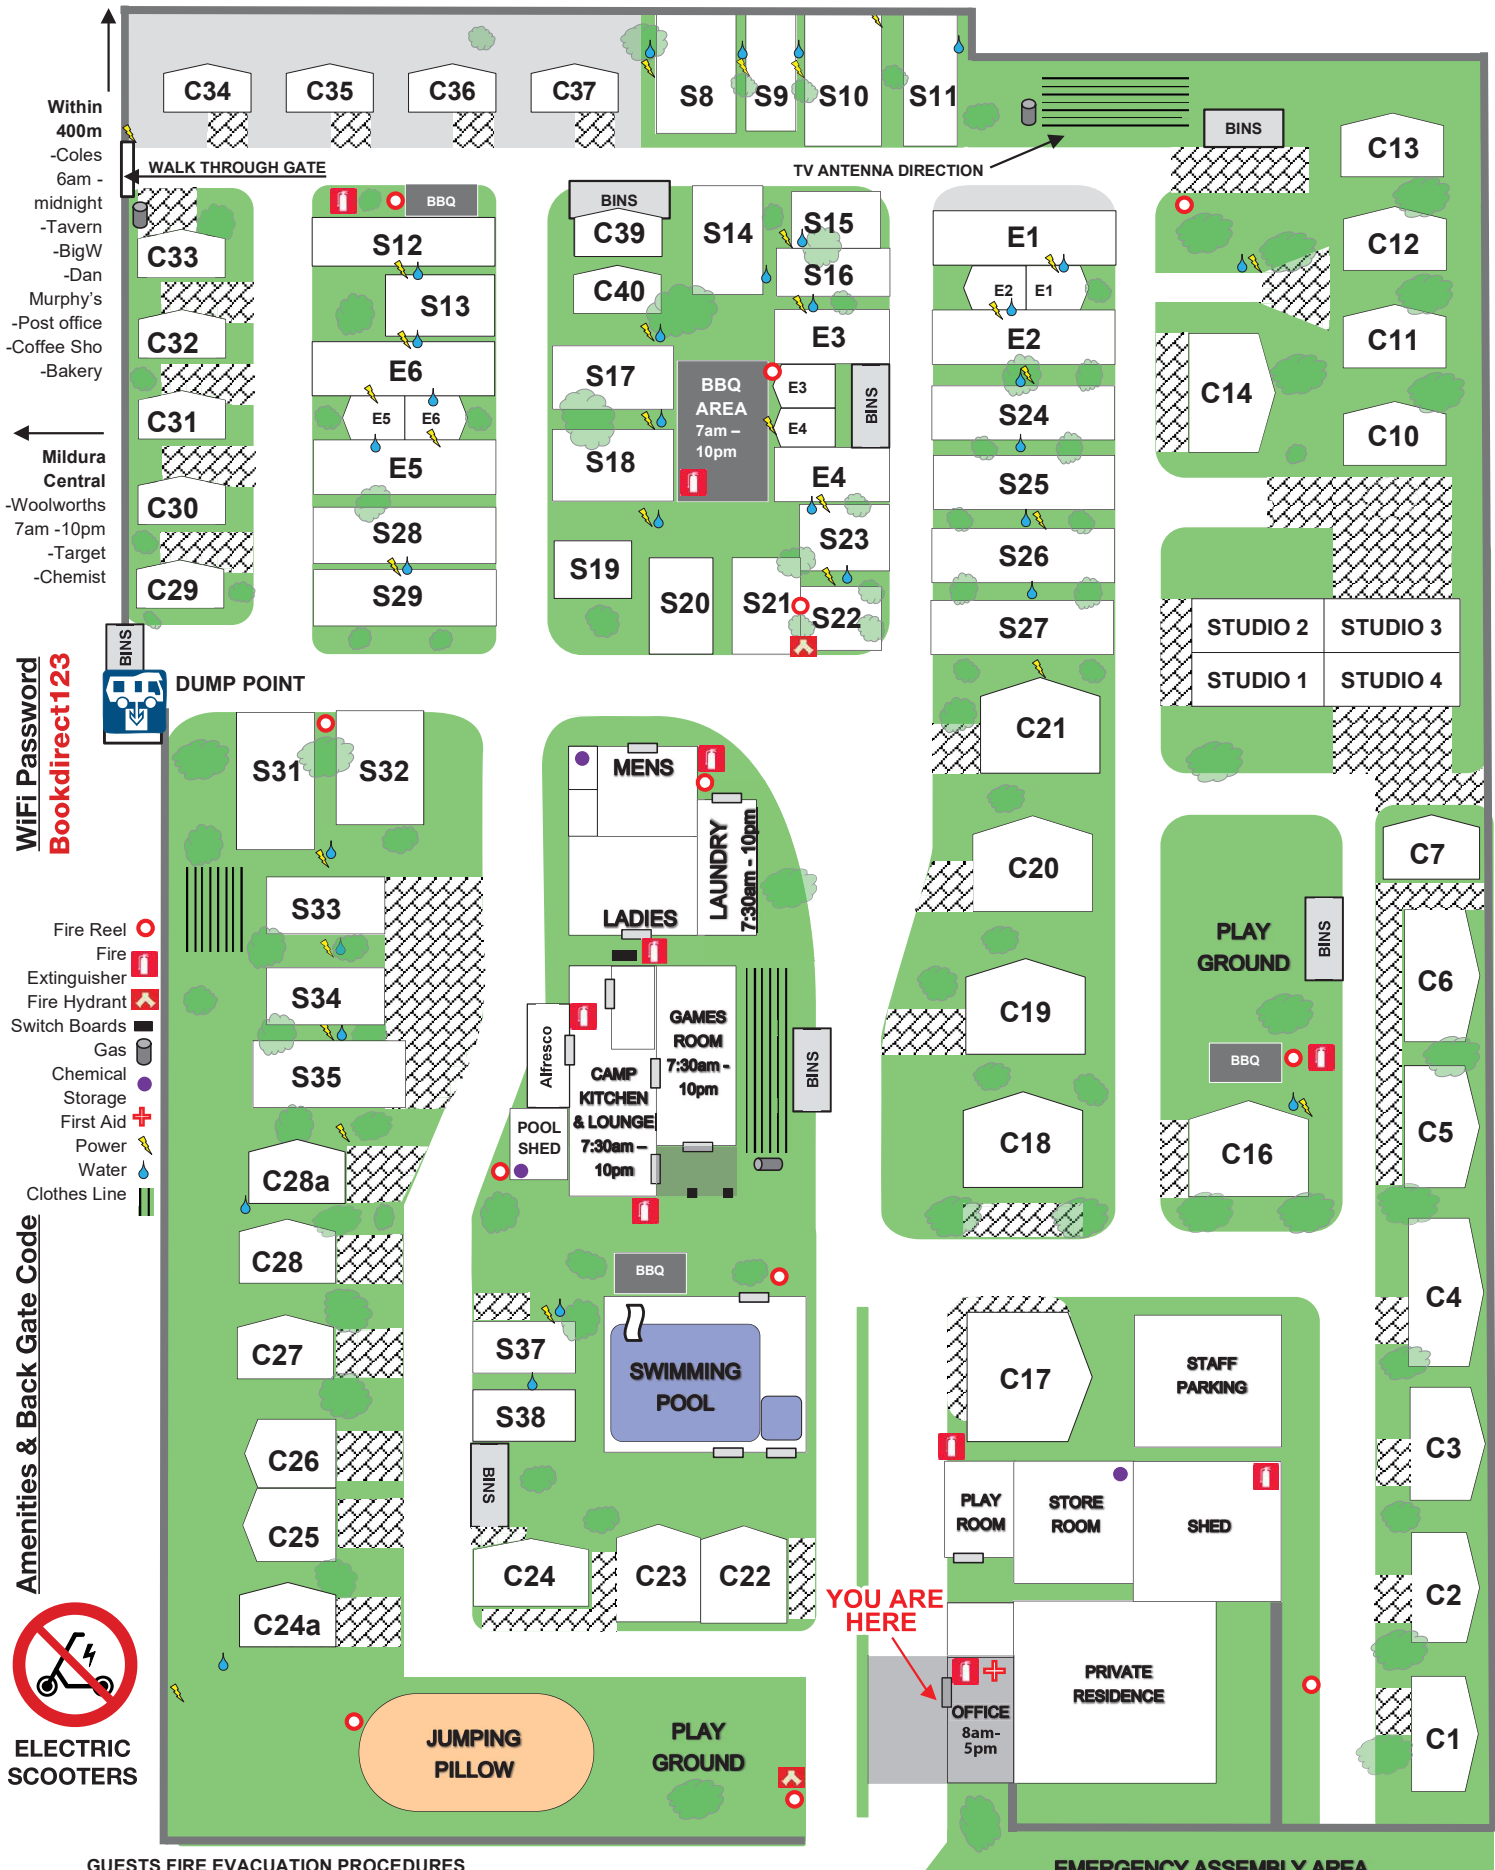 C34
C35
C36
C37
S8
S9
S10
S11
Within
400m
-Coles
6am -
midnight
-Tavern
-BigW
-Dan
Murphy's
-Post office
-Coffee Sho
-Bakery
WALK THROUGH GATE
TV ANTENNA DIRECTION
BINS
C13
C12
C11
C10
C14
C33
C32
C31
C30
C29
BBQ
S12
S13
E6
E5
E6
E5
S28
S29
BINS
C39
C40
S14
S15
S16
E3
E3
E4
E4
BINS
S17
S18
BBQ
AREA
7am –
10pm
S19
S20
S21
S22
S23
E1
E2
E1
E2
S24
S25
S26
S27
Mildura
Central
-Woolworths
7am -10pm
-Target
-Chemist
BINS
DUMP POINT
WiFi Password
Bookdirect123
STUDIO 2
STUDIO 3
STUDIO 1
STUDIO 4
S31
S32
S33
S34
S35
MENS
LADIES
LAUNDRY
7:30am - 10pm
C21
C20
C19
C18
C7
C6
C5
C4
C3
C2
C1
PLAY
GROUND
BINS
BBQ
C16
Fire Reel
Fire
Extinguisher
Fire Hydrant
Switch Boards
Gas
Chemical
Storage
First Aid
Power
Water
Clothes Line
Alfresco
GAMES
ROOM
7:30am -
10pm
CAMP
KITCHEN
& LOUNGE
7:30am –
10pm
POOL
SHED
BINS
Amenities & Back Gate Code
C28a
C28
C27
C26
C25
C24a
BBQ
S37
S38
SWIMMING
POOL
BINS
C24
C23
C22
C17
STAFF
PARKING
PLAY
ROOM
STORE
ROOM
SHED
YOU ARE
HERE
OFFICE
8am-
5pm
PRIVATE
RESIDENCE
ELECTRIC
SCOOTERS
JUMPING
PILLOW
PLAY
GROUND
GUESTS FIRE EVACUATION PROCEDURES
EMERGENCY ASSEMBLY AREA